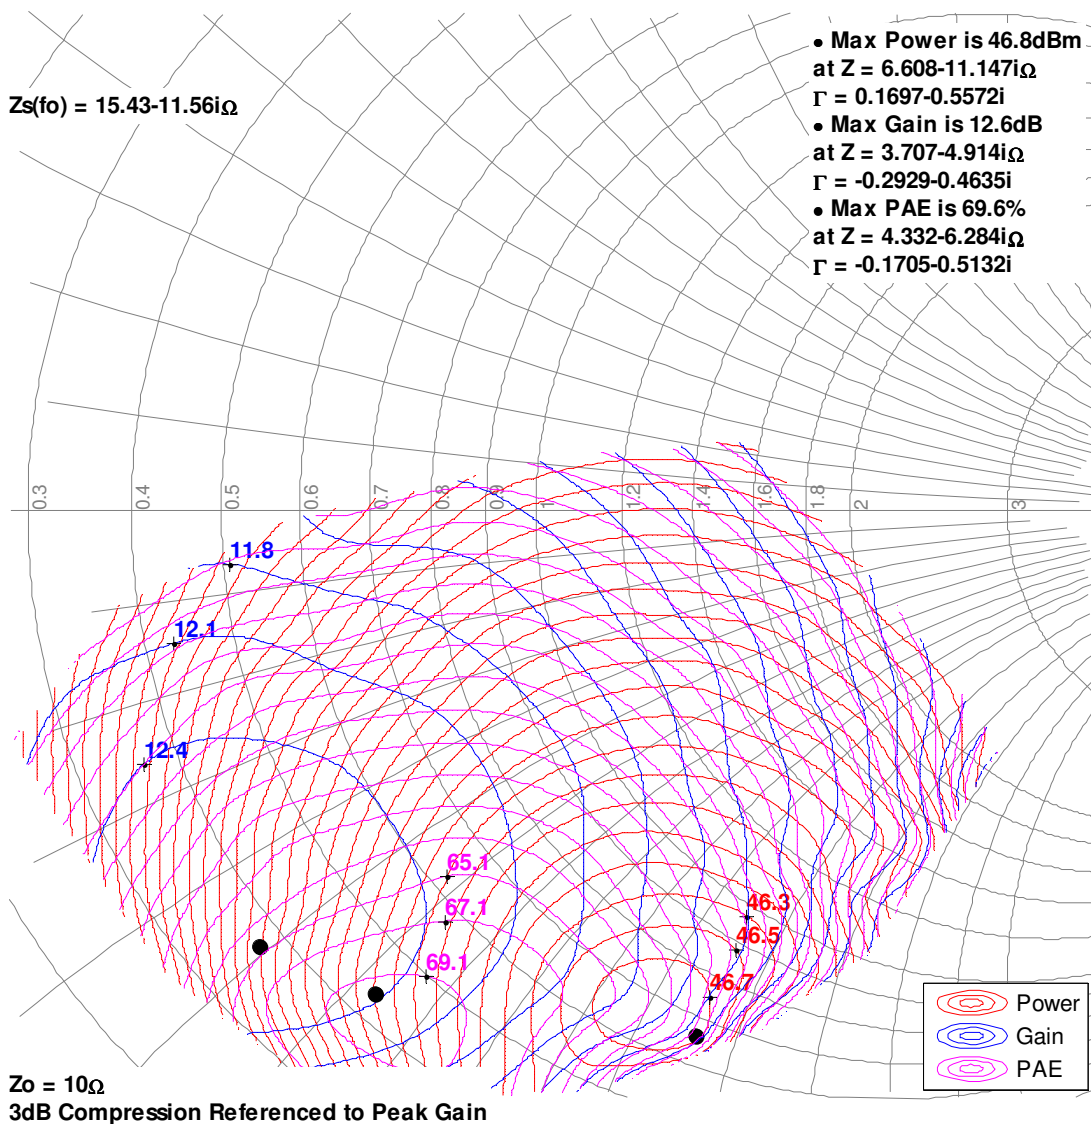 • Max Power is 46.8dBm
at Z = 6.608-11.147iΩ
Γ = 0.1697-0.5572i
• Max Gain is 12.6dB
at Z = 3.707-4.914iΩ
Γ = -0.2929-0.4635i
• Max PAE is 69.6%
at Z = 4.332-6.284iΩ
Γ = -0.1705-0.5132i
Zs(fo) = 15.43-11.56iΩ
0.3
0.4
0.5
0.6
0.7
0.8
0.9
1
1.2
1.4
1.6
1.8
2
3
11.8
12.1
12.4
65.1
67.1
69.1
46.3
46.5
46.7
Power
Gain
PAE
Zo = 10Ω
3dB Compression Referenced to Peak Gain